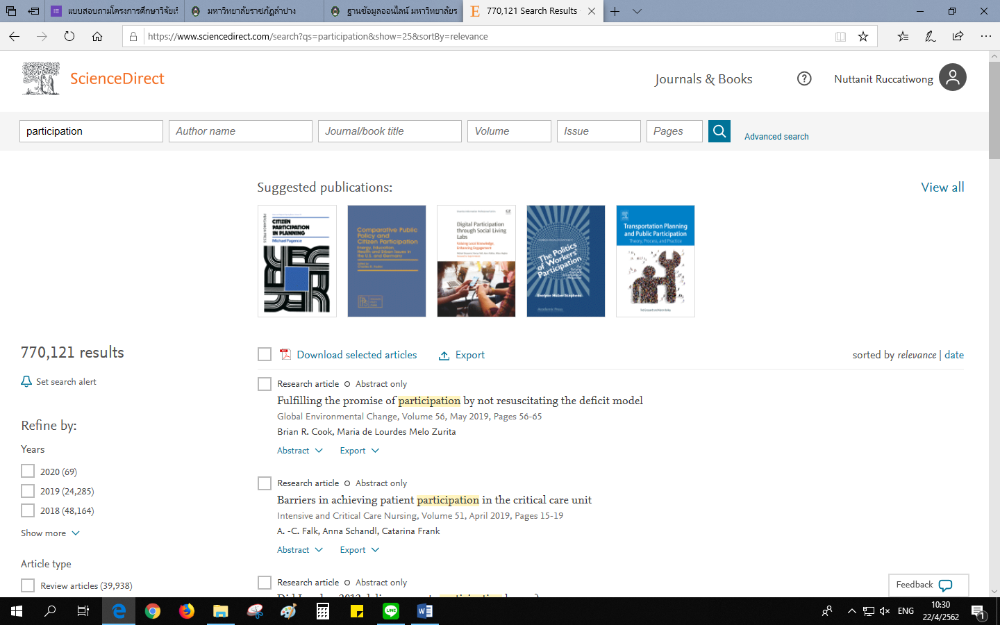 แบบสอบถามโครงการศึกษาวิจัยเรื
มหาวิทยาลัยราชภัฏลำปาง
ฐานข้อมูลออนไลน์ มหาวิทยาลัยร
770,121 Search Results
https://www.sciencedirect.com/search?qs=participation&show=25&sortBy=relevance
ScienceDirect
Journals & Books
Nuttanit Ruccatiwong
participation
Author name
Journal/book title
Volume
Issue
Pages
Advanced search
Suggested publications:
View all
PERGAMON PRESS
CITIZEN
PARTICIPATION
IN PLANNING
Michael Fagence
Comparative Public
Policy and
Citizen Participation
Energy, Education,
Health and Urban Issues in
the U.S. and Germany
Digital Participation
through Social Living
Labs
Valuing Local Knowledge,
Enhancing Engagement
The Politics
of Workers'
Participation
Evelyne Huber Stephens
Academic Press
Transportation Planning
and Public Participation
Theory, Process, and Practice
770,121 results
Set search alert
Download selected articles
Export
sorted by relevance | date
Research article
Abstract only
Fulfilling the promise of participation by not resuscitating the deficit model
Global Environmental Change, Volume 56, May 2019, Pages 56-65
Brian R. Cook, Maria de Lourdes Melo Zurita
Abstract
Export
Refine by:
Years
2020 (69)
2019 (24,285)
2018 (48,164)
Show more
Article type
Review articles (39,938)
Research article
Abstract only
Barriers in achieving patient participation in the critical care unit
Intensive and Critical Care Nursing, Volume 51, April 2019, Pages 15-19
A. -C. Falk, Anna Schandl, Catarina Frank
Abstract
Export
Research article
Abstract only
Feedback
ENG
10:30
22/4/2562
1